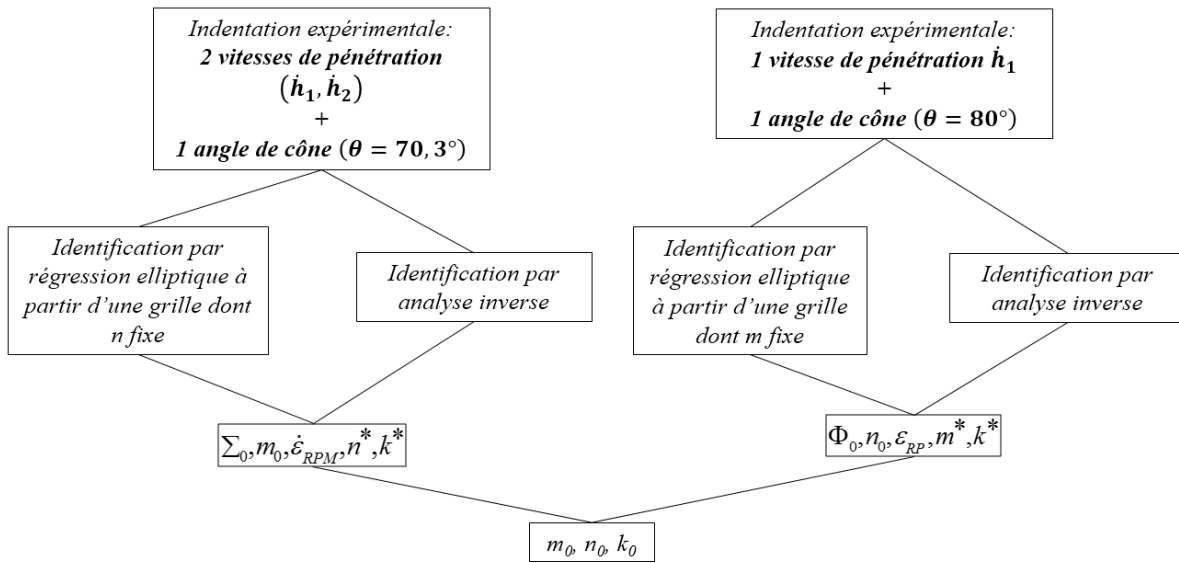 Indentation expérimentale:
2 vitesses de pénétration
(ḣ₁, ḣ₂)
+
1 angle de cône (θ = 70, 3°)
Indentation expérimentale:
1 vitesse de pénétration ḣ₁
+
1 angle de cône (θ = 80°)
Identification par
régression elliptique à
partir d'une grille dont
n fixe
Identification par
analyse inverse
Identification par
régression elliptique
à partir d'une grille
dont m fixe
Identification par
analyse inverse
Σ₀,m₀,ε̇_RPM,n*,k*
Φ₀,n₀,ε_RP,m*,k*
m₀, n₀, k₀